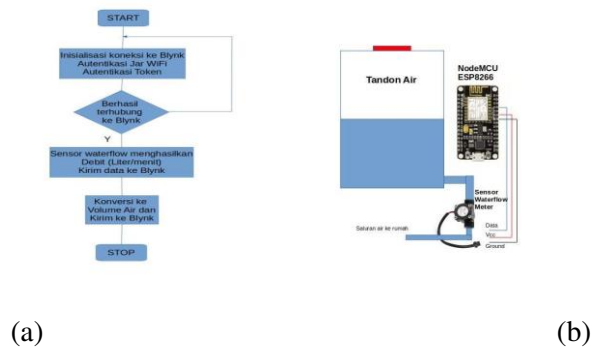 START
Inisialisasi koneksi ke Blynk
Autentikasi Jar WiFi
Autentikasi Token
Berhasil
terhubung
ke Blynk
Y
Sensor waterflow menghasilkan
Debit (Liter/menit)
Kirim data ke Blynk
Konversi ke
Volume Air dan
Kirim ke Blynk
STOP
Tandon Air
NodeMCU
ESP8266
Sensor
Waterflow
Meter
Saluran air ke rumah
Data
Vcc
Ground
(a)
(b)